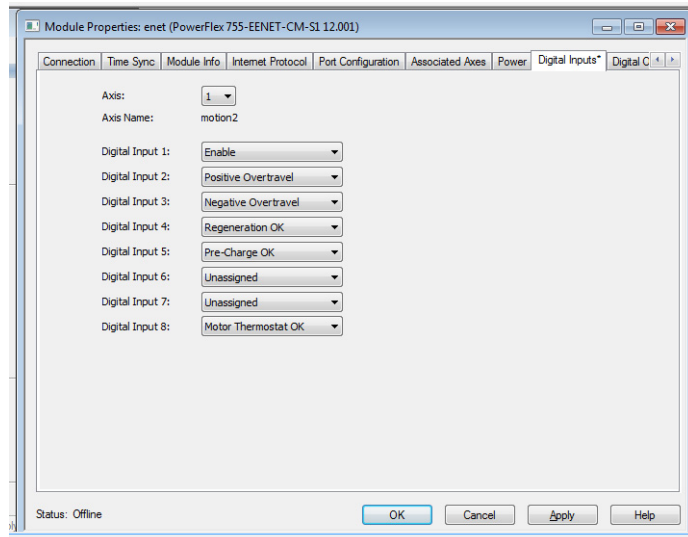 Module Properties: enet (PowerFlex 755-EENET-CM-S1 12.001)
Connection Time Sync Module Info Internet Protocol Port Configuration Associated Axes Power Digital Inputs* Digital
Axis: 1
Axis Name: motion2
Digital Input 1: Enable
Digital Input 2: Positive Overtravel
Digital Input 3: Negative Overtravel
Digital Input 4: Regeneration OK
Digital Input 5: Pre-Charge OK
Digital Input 6: Unassigned
Digital Input 7: Unassigned
Digital Input 8: Motor Thermostat OK
Status: Offline OK Cancel Apply Help